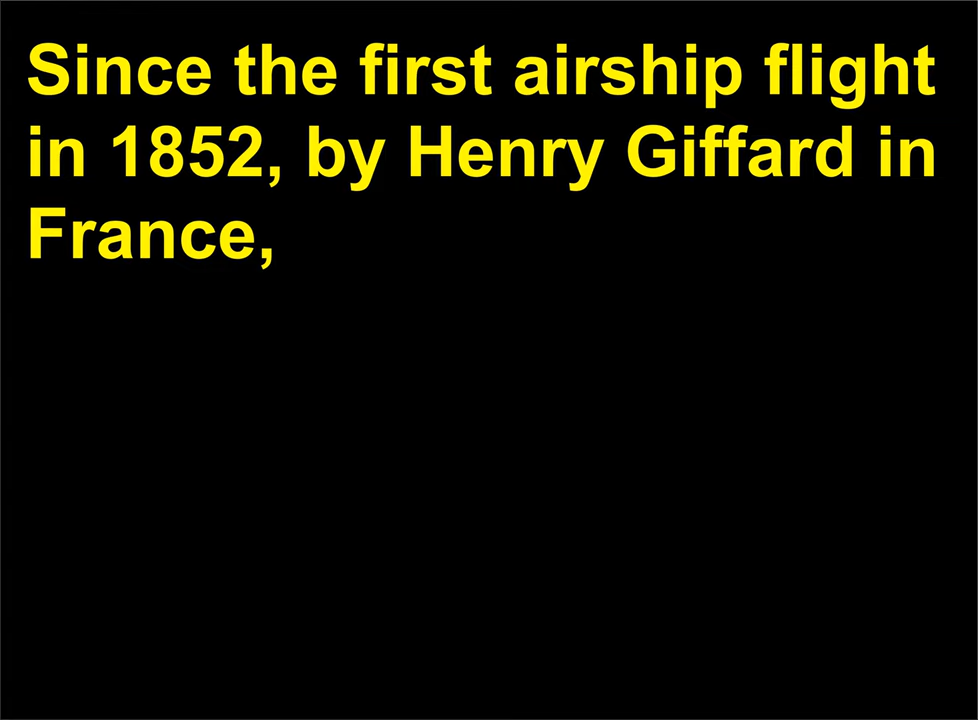 Since the first airship flight
in 1852, by Henry Giffard in
France,